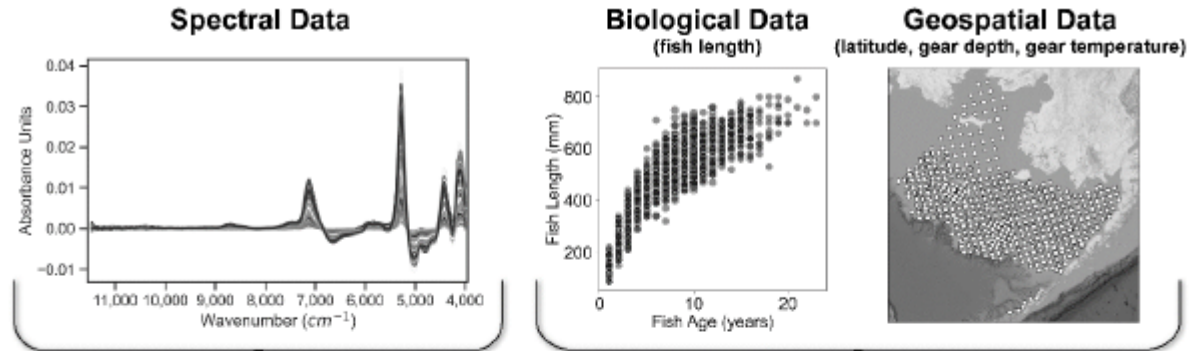 Spectral Data
0.04
0.03
0.02
0.01
0.00
−0.01
Absorbance Units
11,000 10,000 9,000 8,000 7,000 6,000 5,000 4,000
Wavenumber (cm⁻¹)
Biological Data
(fish length)
800
600
400
200
Fish Length (mm)
0 10 20
Fish Age (years)
Geospatial Data
(latitude, gear depth, gear temperature)